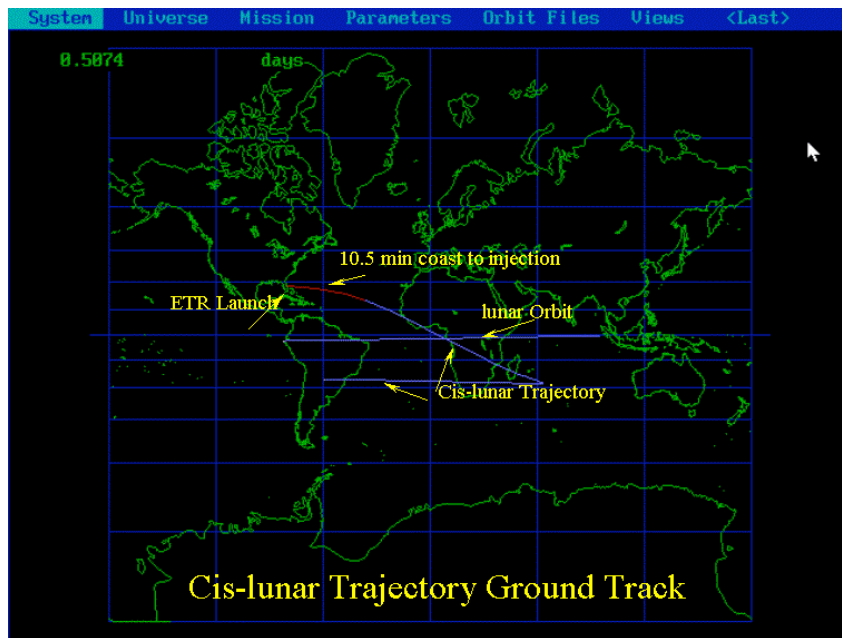 System Universe Mission Parameters Orbit Files Views <Last>
0.5074 days
10.5 min coast to injection
ETR Launch
lunar Orbit
Cis-lunar Trajectory
Cis-lunar Trajectory Ground Track